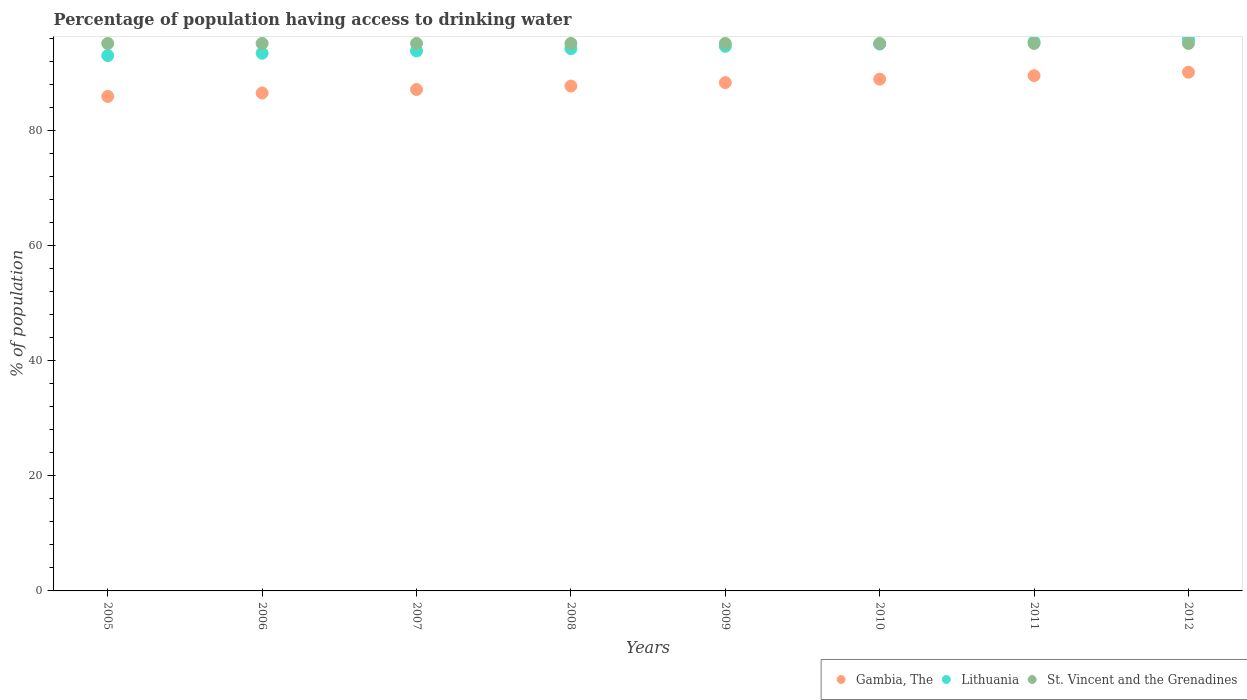 Percentage of population having access to drinking water
% of population
80
60
40
20
0
2005
2006
2007
2008
2009
2010
2011
2012
Years
Gambia, The
Lithuania
St. Vincent and the Grenadines